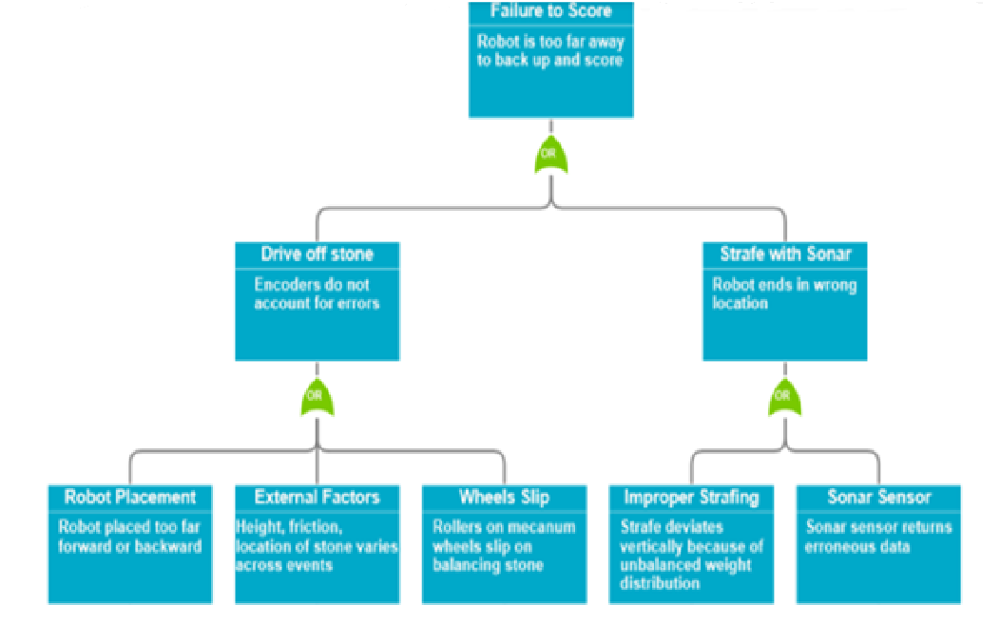 Failure to Score
Robot is too far away
to back up and score
OR
Drive off stone
Encoders do not
account for errors
Strafe with Sonar
Robot ends in wrong
location
OR
OR
Robot Placement
Robot placed too far
forward or backward
External Factors
Height, friction,
location of stone varies
across events
Wheels Slip
Rollers on mecanum
wheels slip on
balancing stone
Improper Strafing
Strafe deviates
vertically because of
unbalanced weight
distribution
Sonar Sensor
Sonar sensor returns
erroneous data